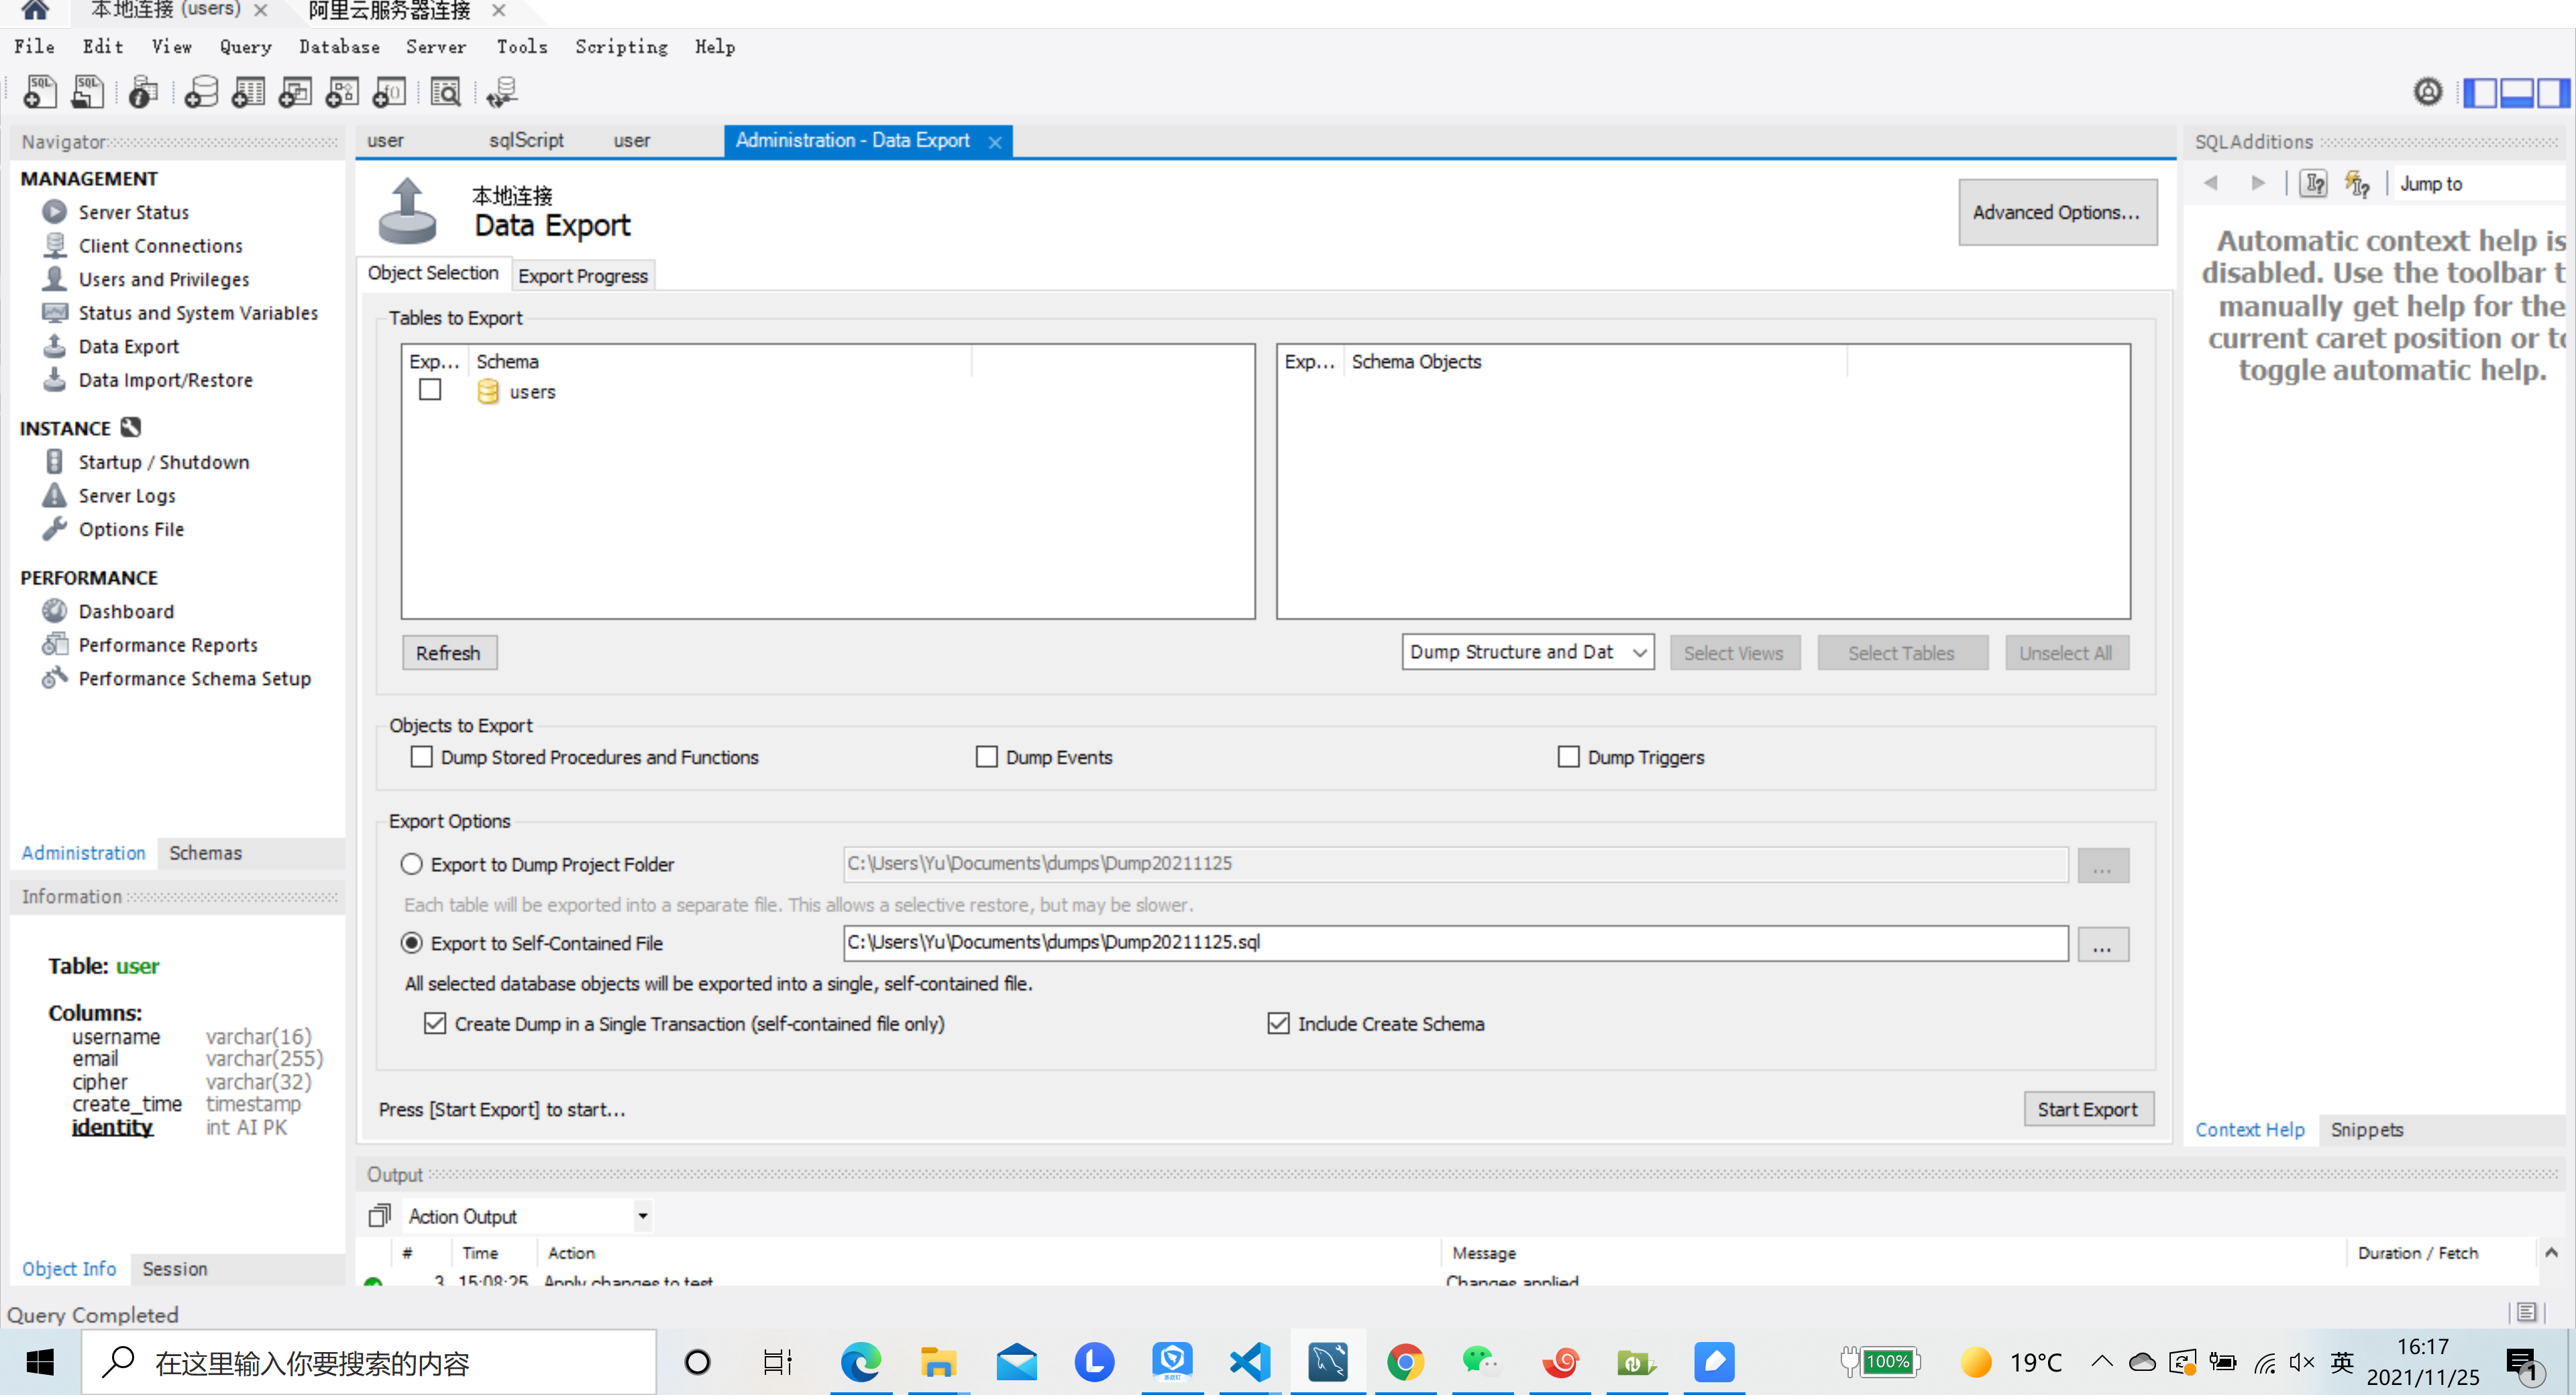 本地连接 (users)
阿里云服务器连接
File Edit View Query Database Server Tools Scripting Help
Navigator
MANAGEMENT
Server Status
Client Connections
Users and Privileges
Status and System Variables
Data Export
Data Import/Restore
INSTANCE
Startup / Shutdown
Server Logs
Options File
PERFORMANCE
Dashboard
Performance Reports
Performance Schema Setup
Administration Schemas
Information
Table: user
Columns:
username varchar(16)
email varchar(255)
cipher varchar(32)
create_time timestamp
identity int AI PK
Object Info Session
user sqlScript user Administration - Data Export
本地连接
Data Export
Advanced Options...
Object Selection Export Progress
Tables to Export
Exp... Schema
users
Exp... Schema Objects
Refresh
Dump Structure and Dat
Select Views Select Tables Unselect All
Objects to Export
Dump Stored Procedures and Functions Dump Events Dump Triggers
Export Options
Export to Dump Project Folder C:\Users\Yu\Documents\dumps\Dump20211125 ...
Each table will be exported into a separate file. This allows a selective restore, but may be slower.
Export to Self-Contained File C:\Users\Yu\Documents\dumps\Dump20211125.sql ...
All selected database objects will be exported into a single, self-contained file.
Create Dump in a Single Transaction (self-contained file only) Include Create Schema
Press [Start Export] to start...
Start Export
SQLAdditions
Jump to
Automatic context help is
disabled. Use the toolbar t
manually get help for the
current caret position or to
toggle automatic help.
Context Help Snippets
Output
Action Output
# Time Action Message Duration / Fetch
3 15:08:25 Apply changes to test Changes applied
Query Completed
在这里输入你要搜索的内容
100%
19°C
英
16:17
2021/11/25
1